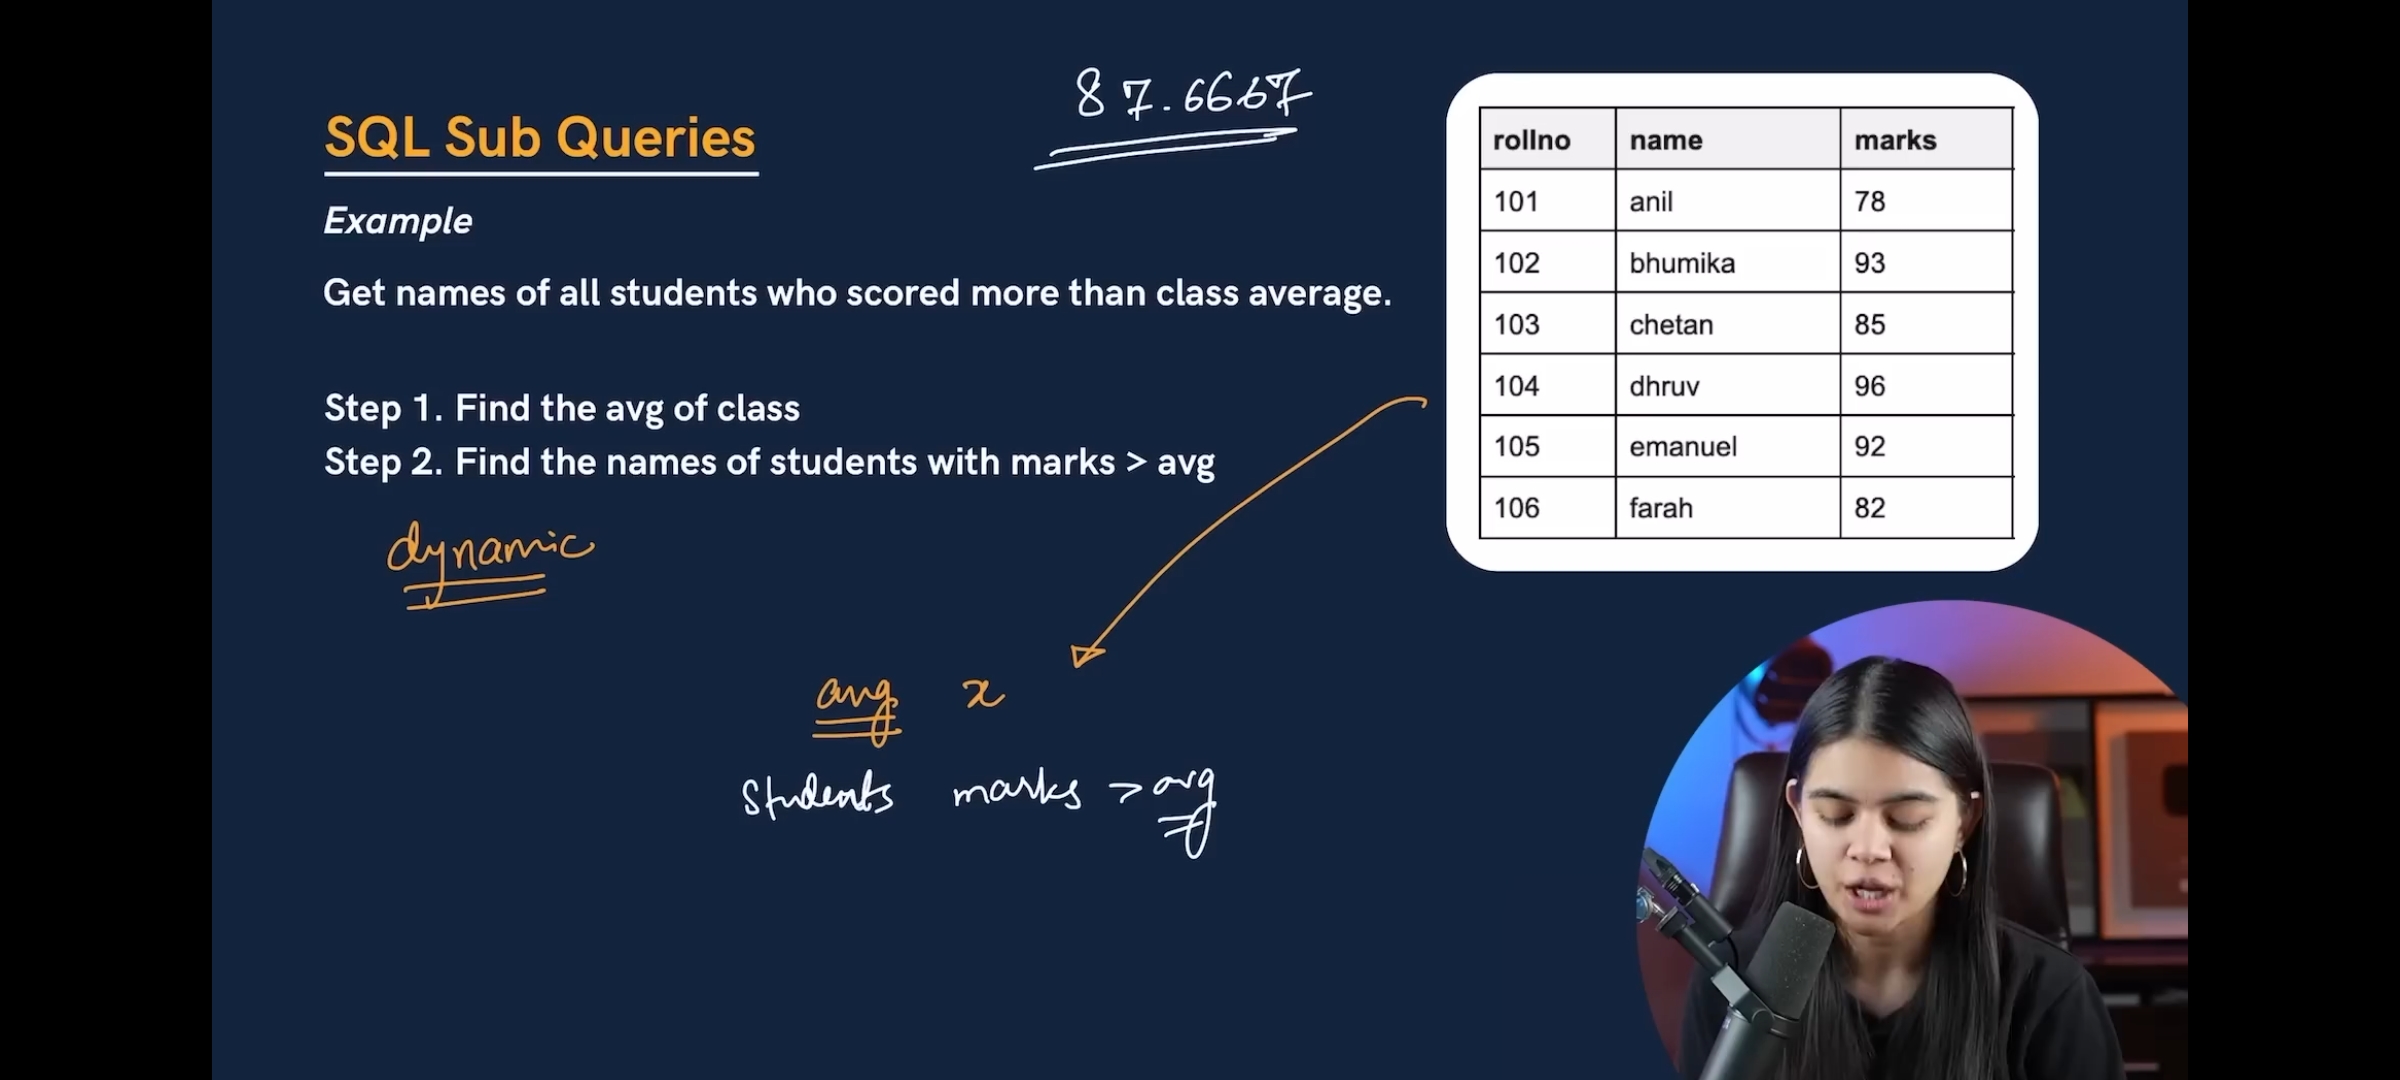 87.6667
SQL Sub Queries
Example
Get names of all students who scored more than class average.
Step 1. Find the avg of class
Step 2. Find the names of students with marks > avg
dynamic
avg x
Students marks > avg
rollno name marks
101 anil 78
102 bhumika 93
103 chetan 85
104 dhruv 96
105 emanuel 92
106 farah 82